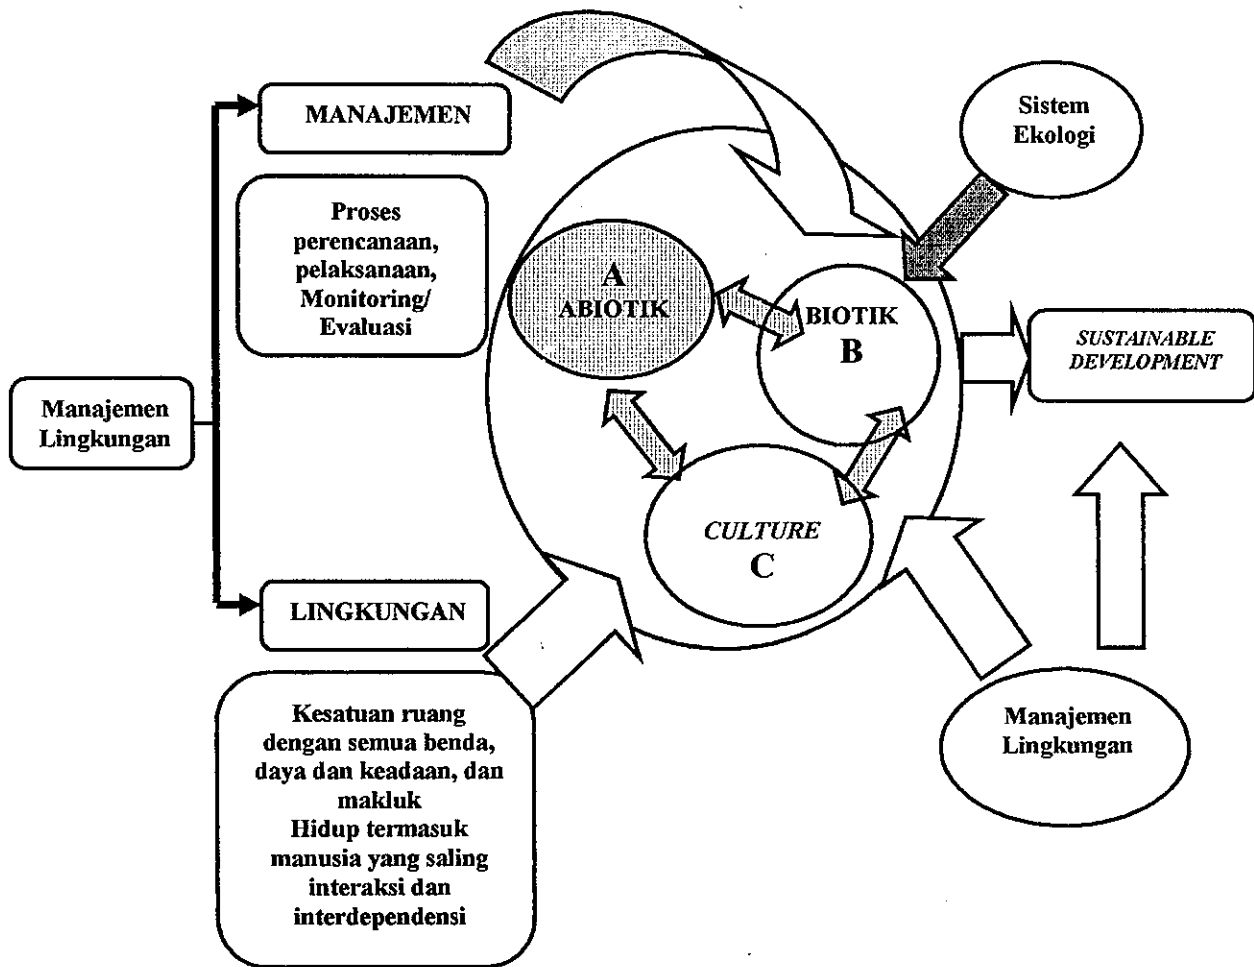 MANAJEMEN
Proses
perencanaan,
pelaksanaan,
Monitoring/
Evaluasi
Manajemen
Lingkungan
LINGKUNGAN
Kesatuan ruang
dengan semua benda,
daya dan keadaan, dan
makluk
Hidup termasuk
manusia yang saling
interaksi dan
interdependensi
A
ABIOTIK
BIOTIK
B
CULTURE
C
Sistem
Ekologi
SUSTAINABLE
DEVELOPMENT
Manajemen
Lingkungan